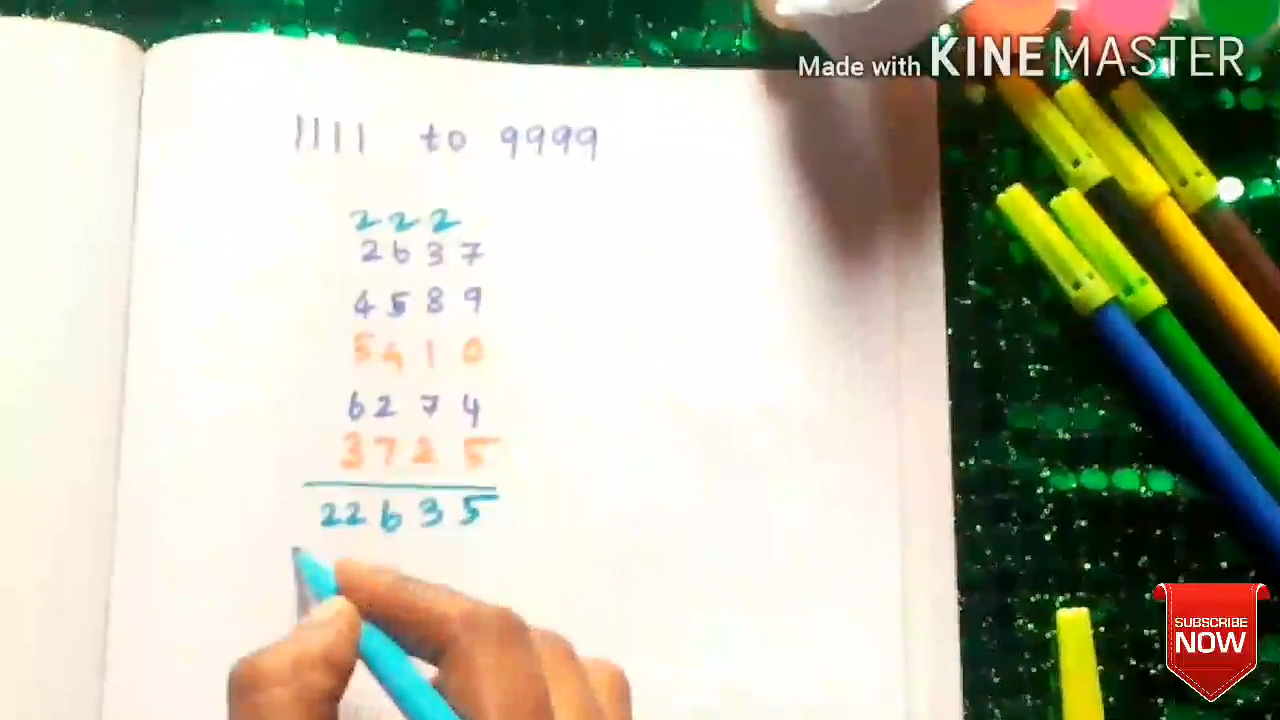 Made with KINEMASTER
1111 to 9999
222
2637
4589
5410
6274
3725
22635
SUBSCRIBE
NOW